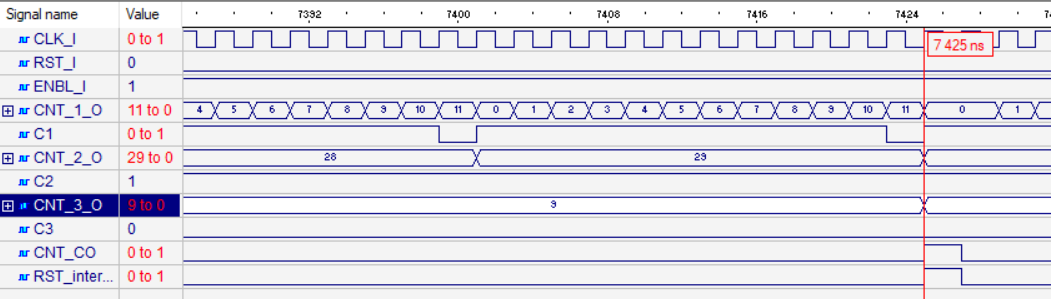 Signal name Value 7392 7400 7408 7416 7424
CLK_I 0 to 1 7 425 ns
RST_I 0
ENBL_I 1
CNT_1_O 11 to 0 4 5 6 7 8 9 10 11 0 1 2 3 4 5 6 7 8 9 10 11 0 1
C1 0 to 1
CNT_2_O 29 to 0 28 29
C2 1
CNT_3_O 9 to 0 9
C3 0
CNT_CO 0 to 1
RST_inter... 0 to 1